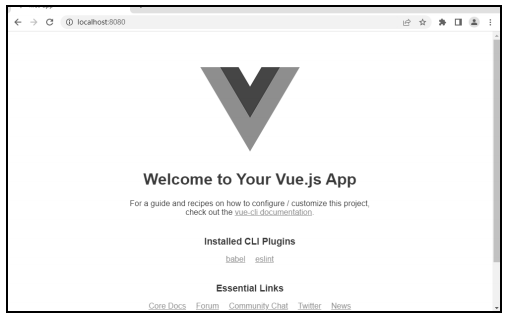 localhost:8080
Welcome to Your Vue.js App
For a guide and recipes on how to configure / customize this project,
check out the vue-cli documentation.
Installed CLI Plugins
babel eslint
Essential Links
Core Docs Forum Community Chat Twitter News